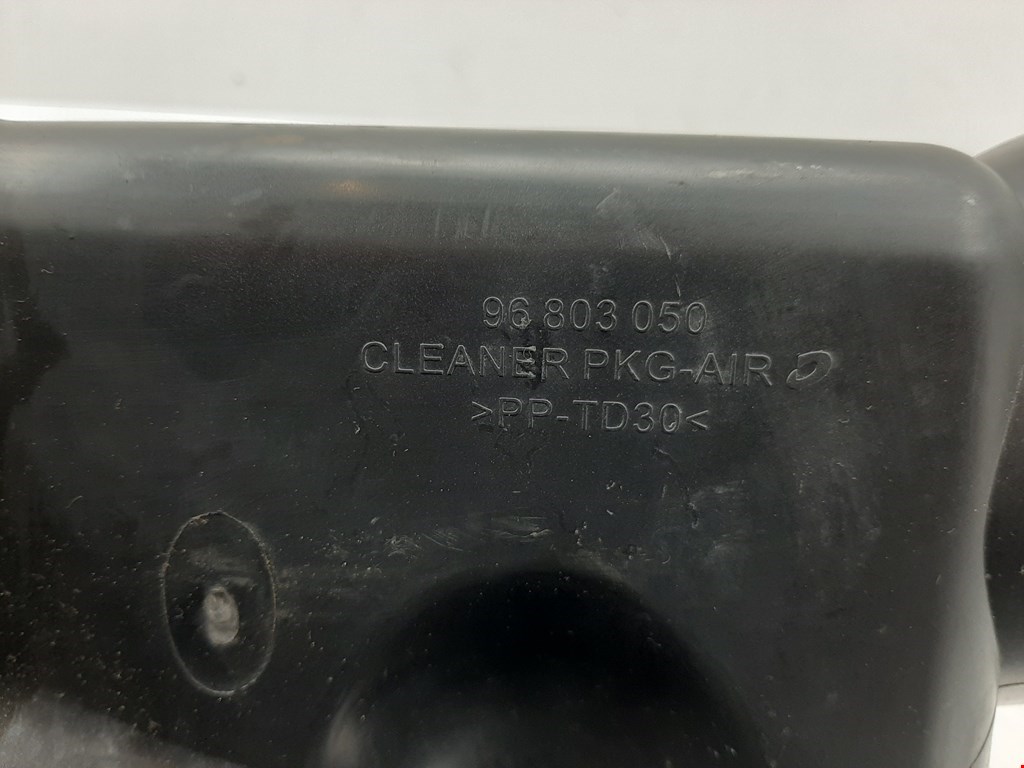 96 803 050
CLEANER PKG-AIR
>PP-TD30<